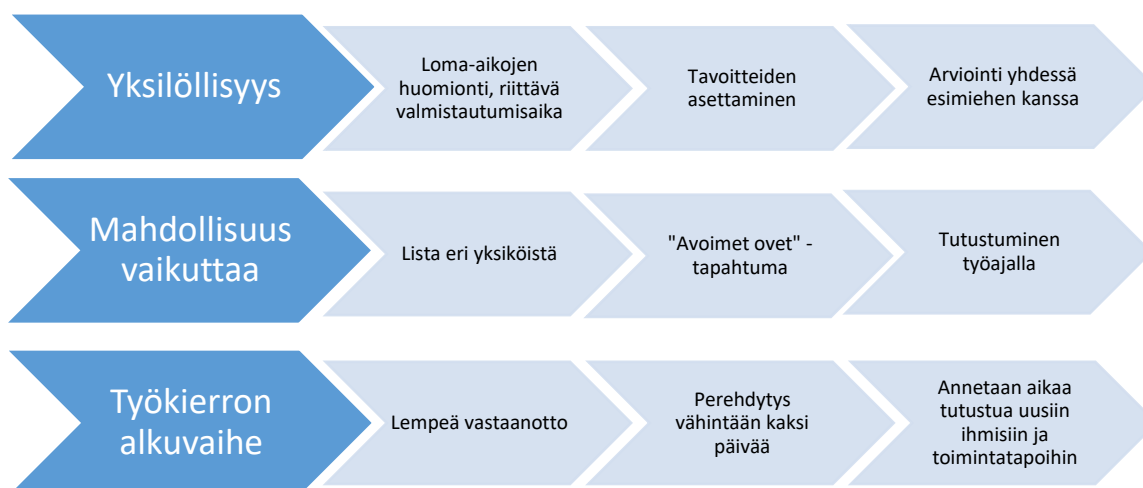 Yksilöllisyys
Loma-aikojen
huomionti, riittävä
valmistautumisaika
Tavoitteiden
asettaminen
Arviointi yhdessä
esimiehen kanssa
Mahdollisuus
vaikuttaa
Lista eri yksiköistä
"Avoimet ovet" -
tapahtuma
Tutustuminen
työajalla
Työkierron
alkuvaihe
Lempeä vastaanotto
Perehdytys
vähintään kaksi
päivää
Annetaan aikaa
tutustua uusiin
ihmisiin ja
toimintatapoihin